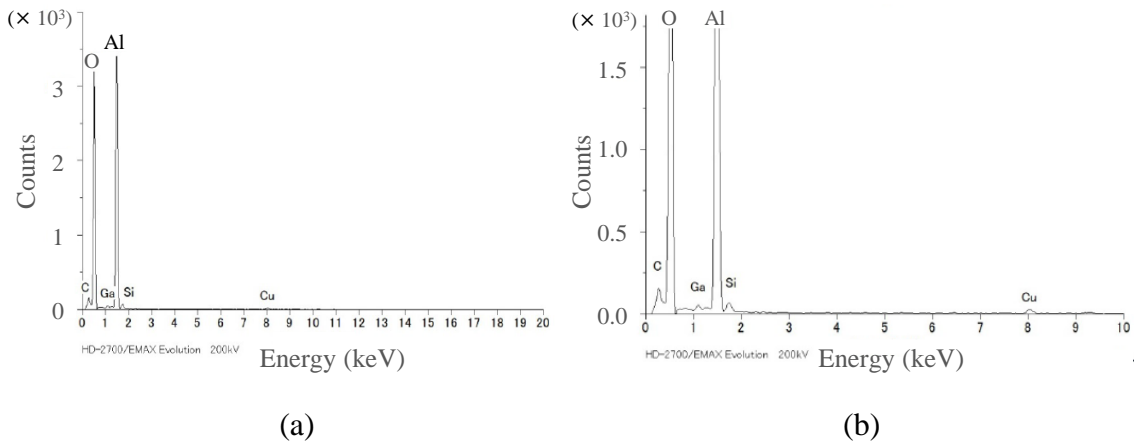 (× 10³)
O
Al
3
2
1
0
Counts
C
Ga
Si
Cu
0 1 2 3 4 5 6 7 8 9 10 11 12 13 14 15 16 17 18 19 20
HD-2700/EMAX Evolution 200kV
Energy (keV)
(a)
(× 10³)
O
Al
1.5
1.0
0.5
0.0
Counts
C
Ga
Si
Cu
0 1 2 3 4 5 6 7 8 9 10
HD-2700/EMAX Evolution 200kV
Energy (keV)
(b)